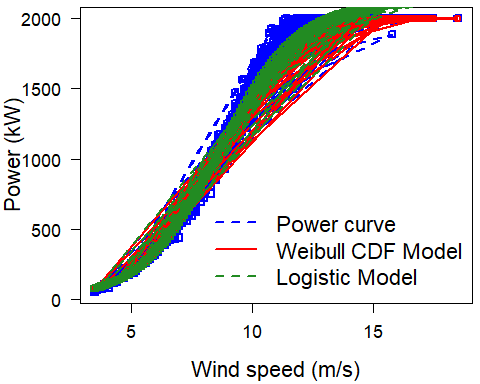 2000
1500
1000
500
0
Power (kW)
Power curve
Weibull CDF Model
Logistic Model
5 10 15
Wind speed (m/s)